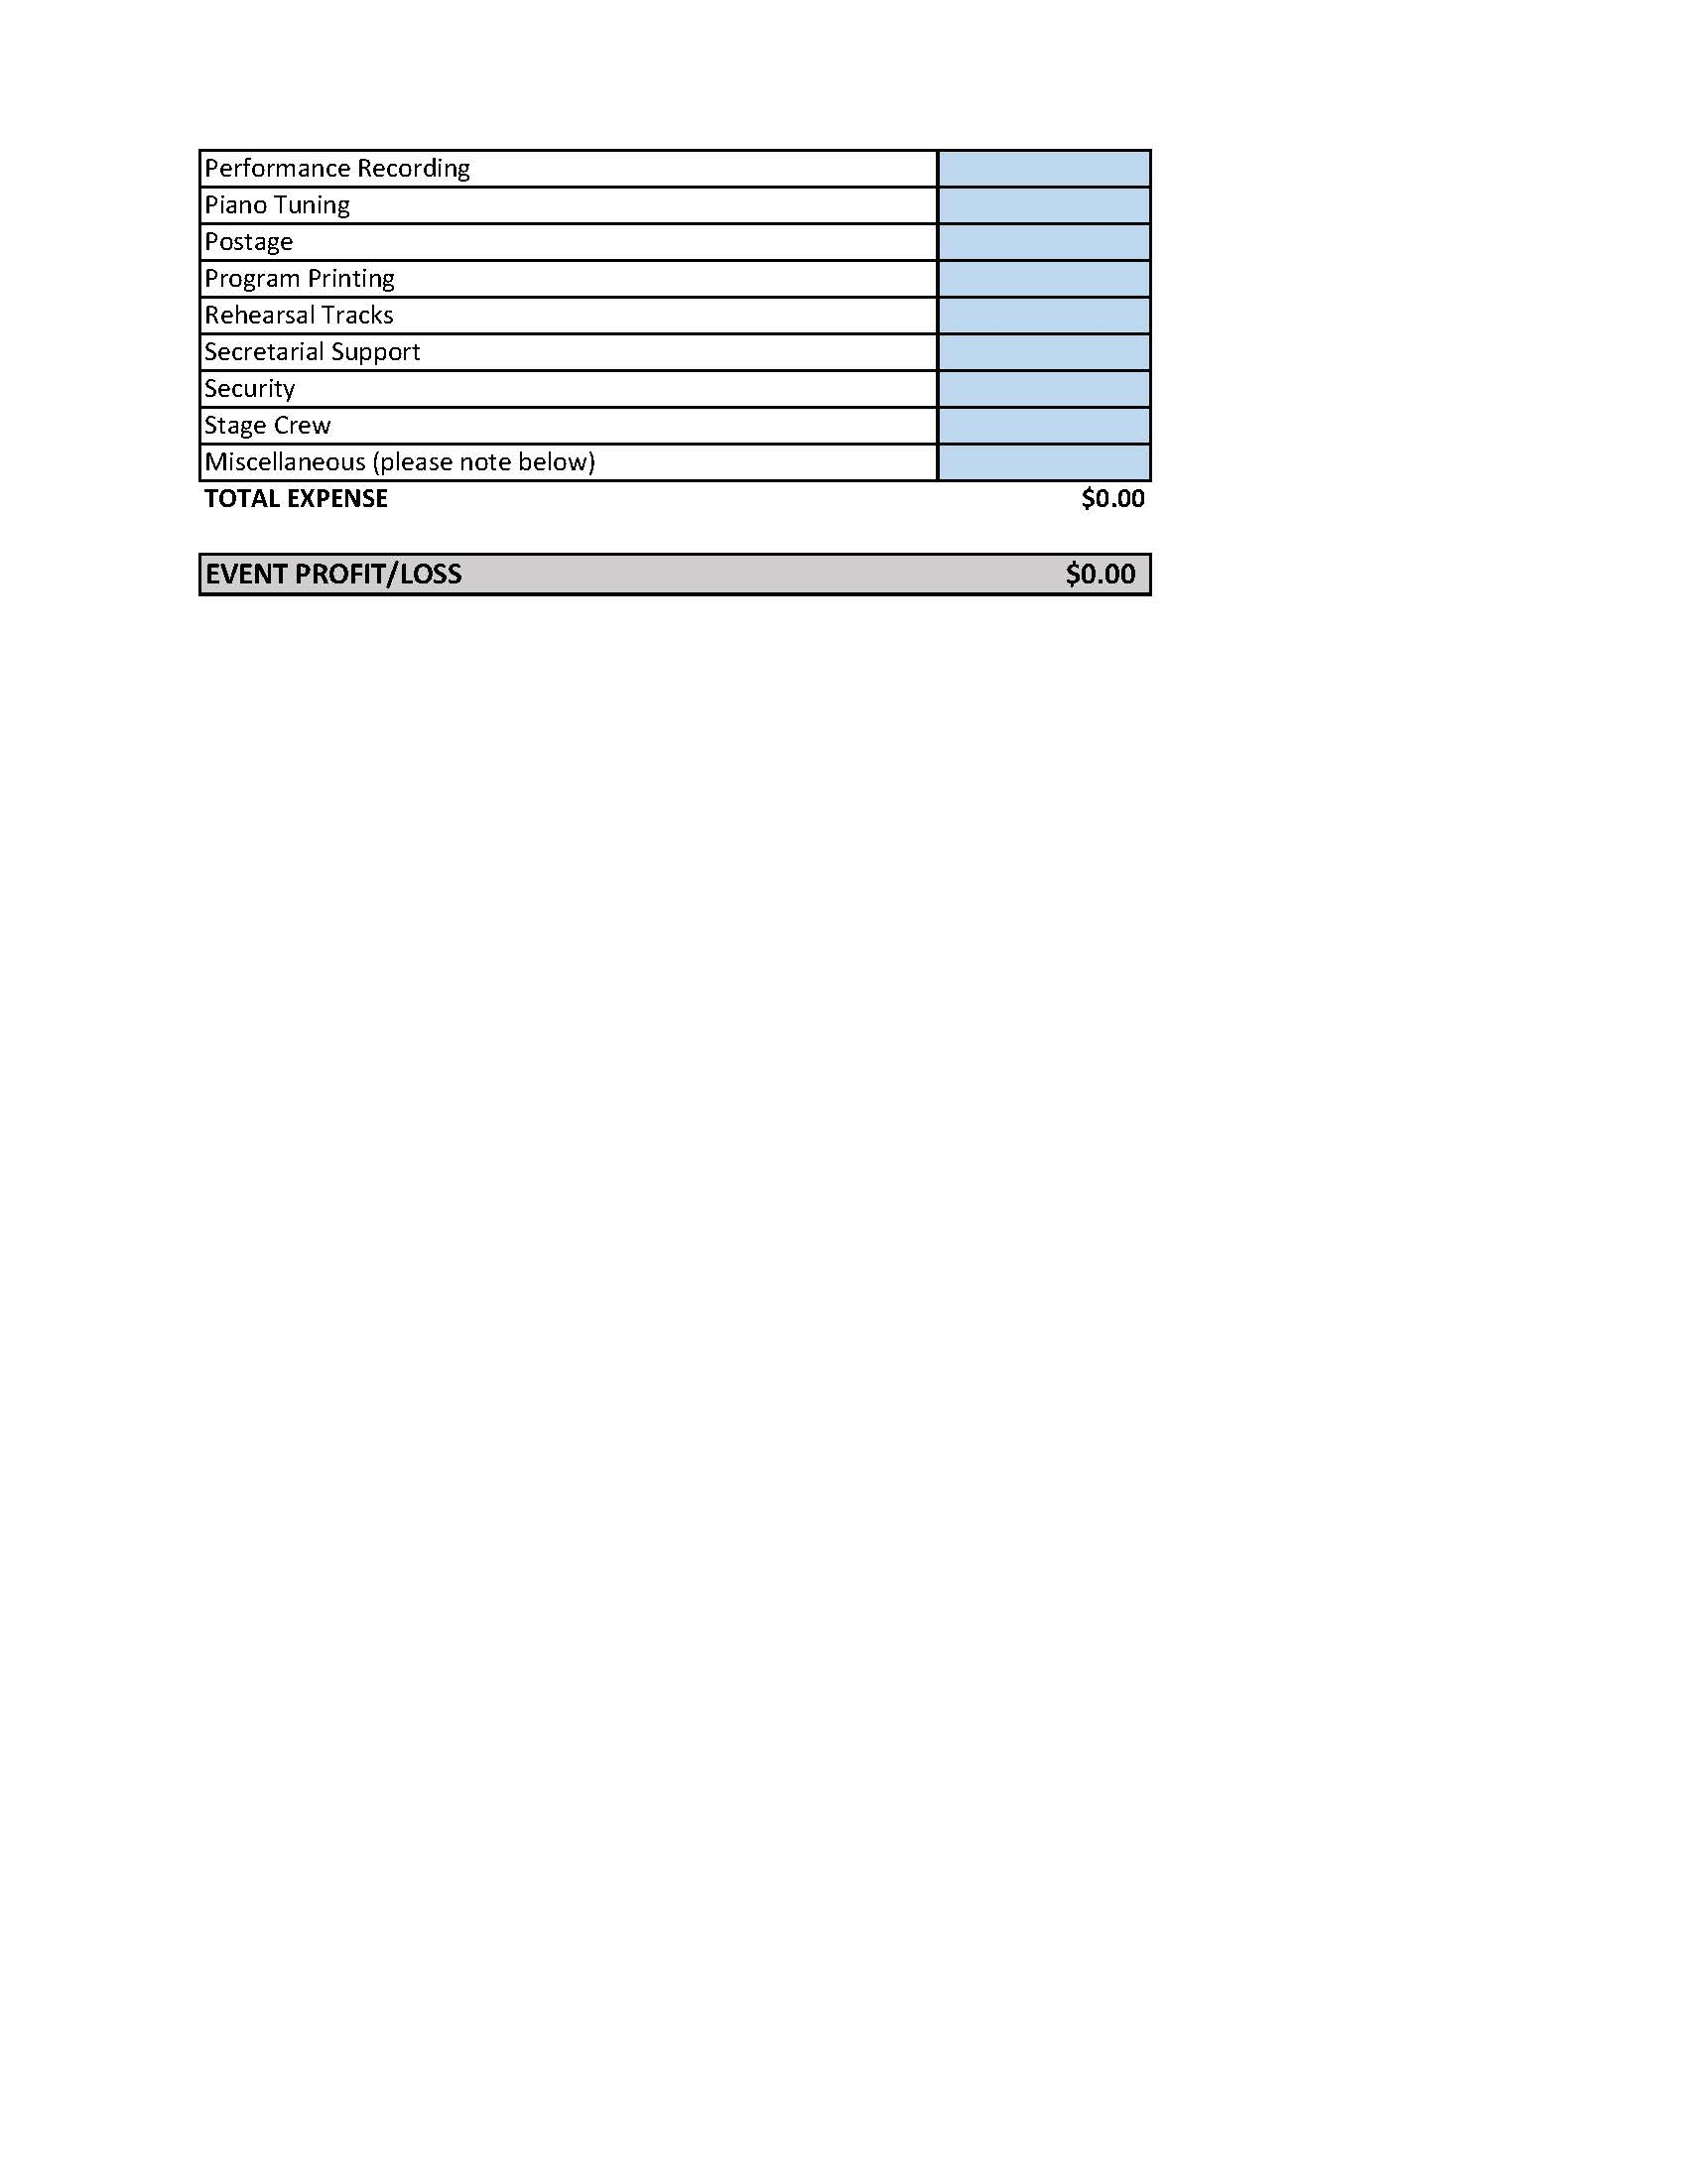 Performance Recording
Piano Tuning
Postage
Program Printing
Rehearsal Tracks
Secretarial Support
Security
Stage Crew
Miscellaneous (please note below)
TOTAL EXPENSE $0.00
EVENT PROFIT/LOSS $0.00